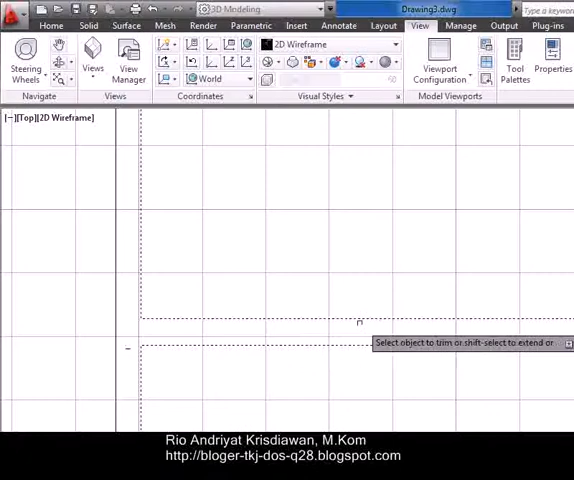 3D Modeling
Drawing3.dwg
Type a keywor
Home Solid Surface Mesh Render Parametric Insert Annotate Layout View Manage Output Plug-ins
Steering Wheels
Views
View Manager
World
2D Wireframe
50
Viewport Configuration
Tool Palettes
Properties
Navigate
Views
Coordinates
Visual Styles
Model Viewports
[−][Top][2D Wireframe]
Select object to trim or shift-select to extend or
Rio Andriyat Krisdiawan, M.Kom
http://bloger-tkj-dos-q28.blogspot.com